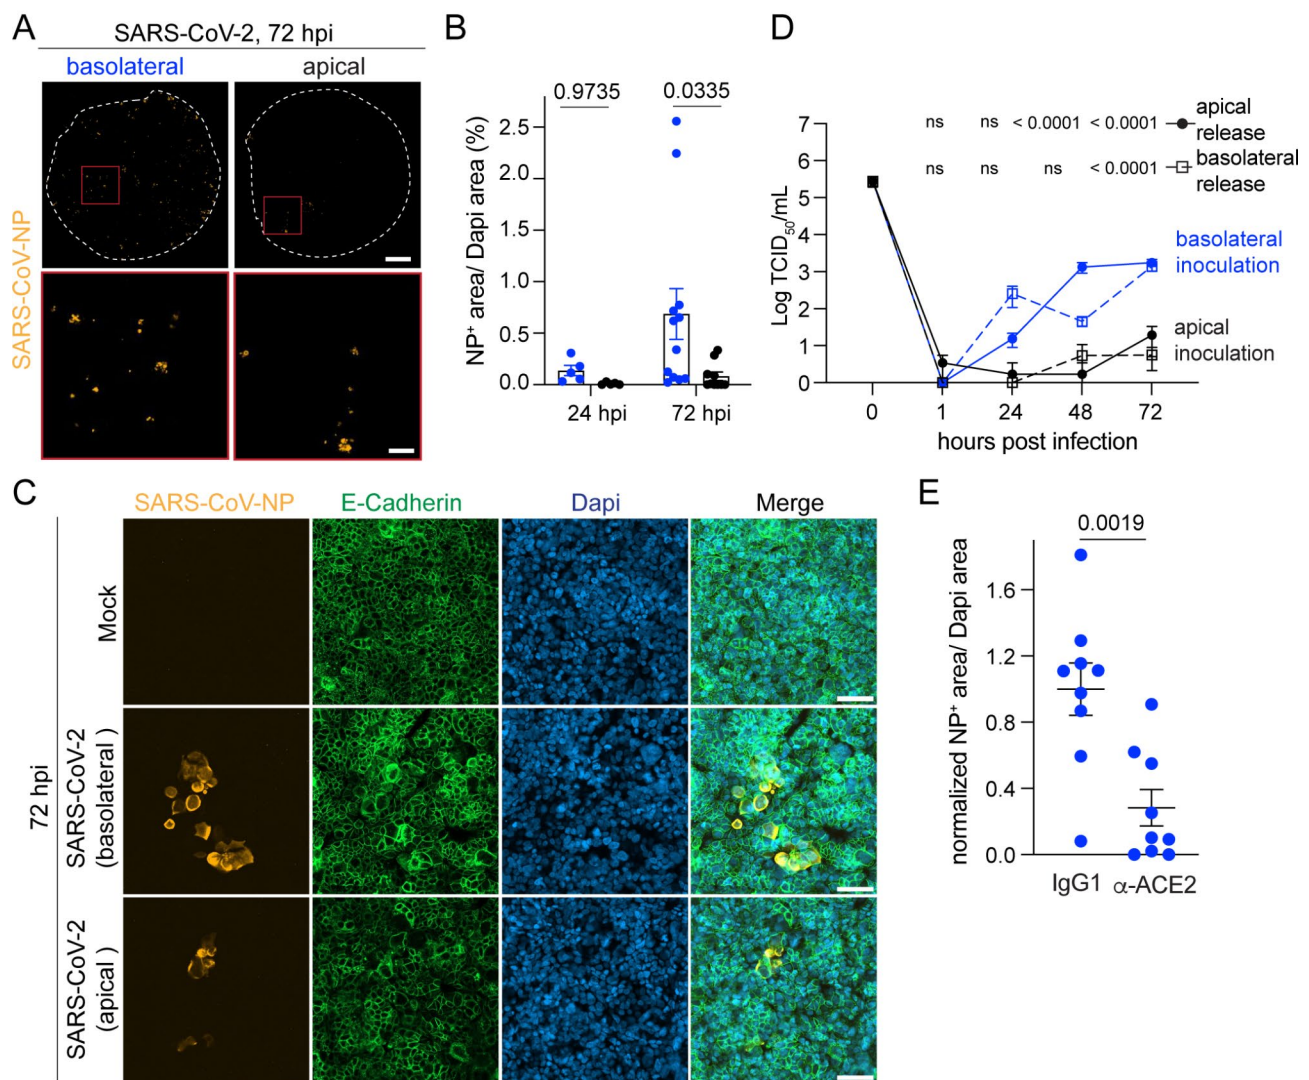 A
SARS-CoV-2, 72 hpi
basolateral
apical
SARS-CoV-NP
B
0.9735
0.0335
NP⁺ area/ Dapi area (%)
2.5
2.0
1.5
1.0
0.5
0.0
24 hpi
72 hpi
D
ns ns < 0.0001 < 0.0001
apical
release
ns ns ns < 0.0001
basolateral
release
Log TCID₅₀/mL
7
6
5
4
3
2
1
0
basolateral
inoculation
apical
inoculation
0 1 24 48 72
hours post infection
C
SARS-CoV-NP
E-Cadherin
Dapi
Merge
72 hpi
Mock
SARS-CoV-2
(basolateral)
SARS-CoV-2
(apical)
E
0.0019
normalized NP⁺ area/ Dapi area
1.6
1.2
0.8
0.4
0.0
IgG1
α-ACE2